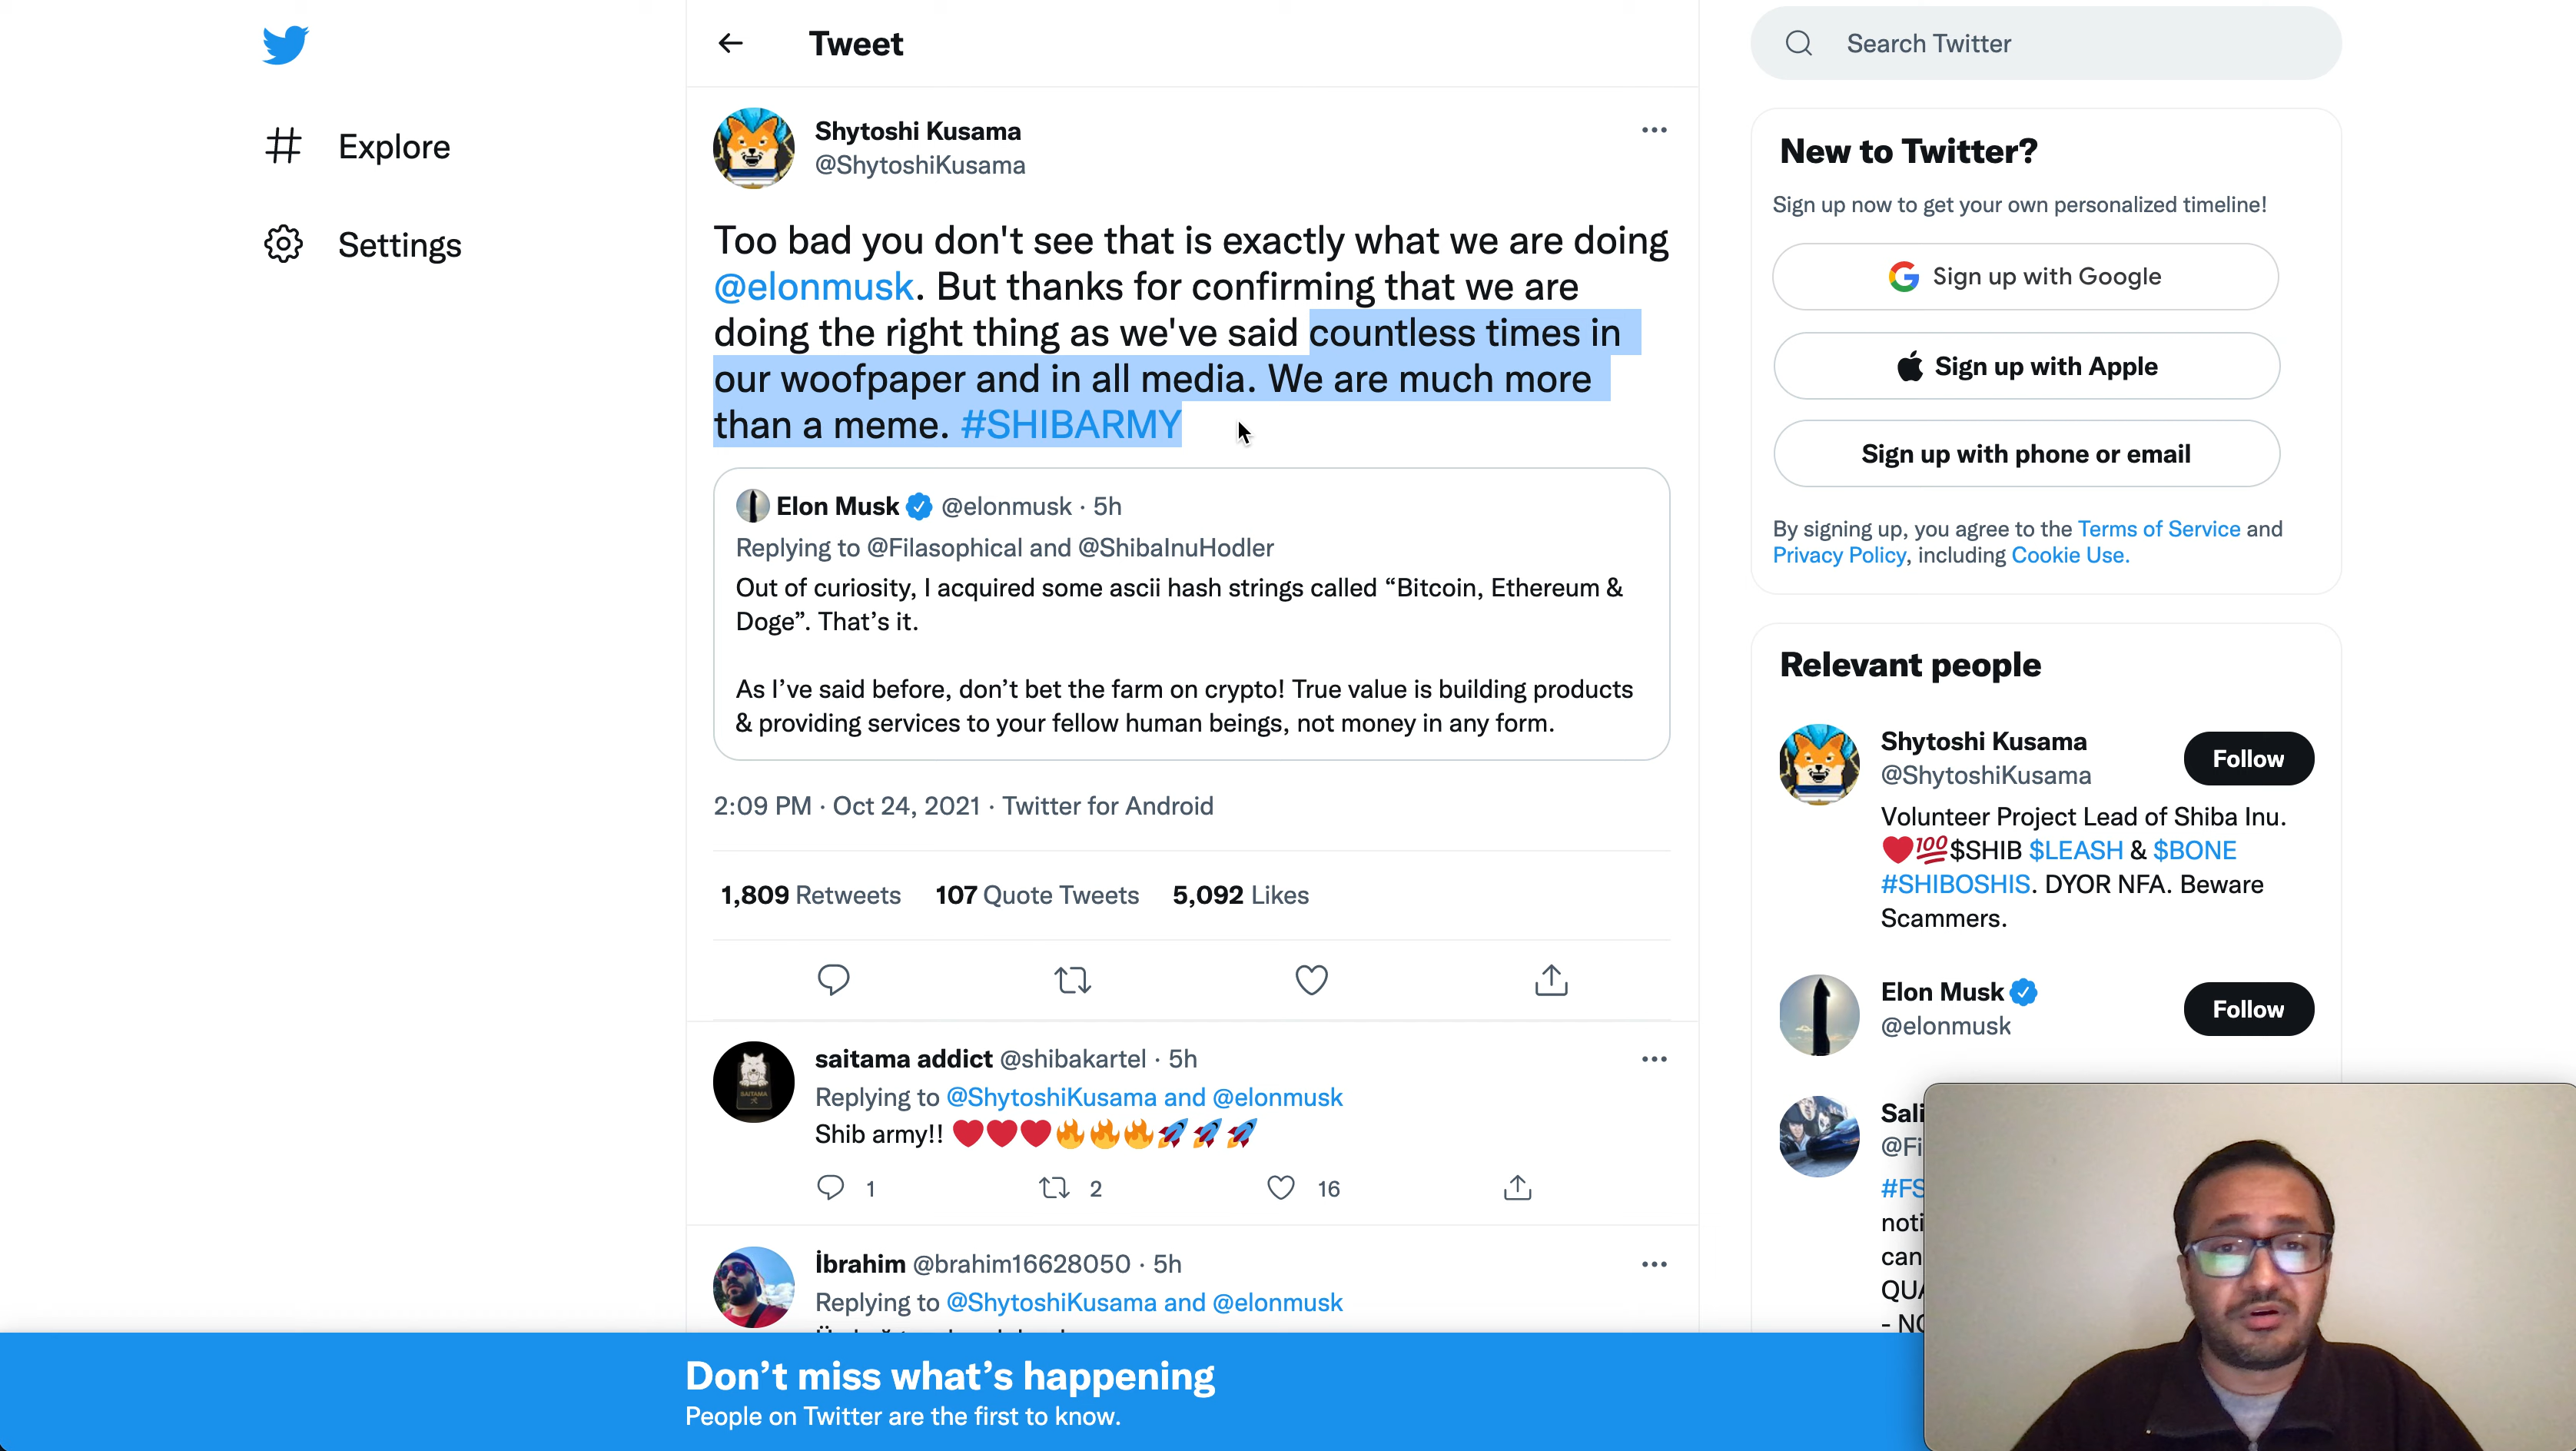 Tweet
Search Twitter
Explore
Settings
Shytoshi Kusama
@ShytoshiKusama
Too bad you don't see that is exactly what we are doing
@elonmusk. But thanks for confirming that we are
doing the right thing as we've said countless times in
our woofpaper and in all media. We are much more
than a meme. #SHIBARMY
Elon Musk @elonmusk · 5h
Replying to @Filasophical and @ShibaInuHodler
Out of curiosity, I acquired some ascii hash strings called “Bitcoin, Ethereum &
Doge”. That’s it.
As I’ve said before, don’t bet the farm on crypto! True value is building products
& providing services to your fellow human beings, not money in any form.
2:09 PM · Oct 24, 2021 · Twitter for Android
1,809 Retweets 107 Quote Tweets 5,092 Likes
saitama addict @shibakartel · 5h
Replying to @ShytoshiKusama and @elonmusk
Shib army!! ❤️❤️❤️🔥🔥🔥🚀🚀🚀
1 2 16
İbrahim @brahim16628050 · 5h
Replying to @ShytoshiKusama and @elonmusk
New to Twitter?
Sign up now to get your own personalized timeline!
Sign up with Google
Sign up with Apple
Sign up with phone or email
By signing up, you agree to the Terms of Service and
Privacy Policy, including Cookie Use.
Relevant people
Shytoshi Kusama
@ShytoshiKusama
Follow
Volunteer Project Lead of Shiba Inu.
❤️💯$SHIB $LEASH & $BONE
#SHIBOSHIS. DYOR NFA. Beware
Scammers.
Elon Musk
@elonmusk
Follow
Sali
@Fi
#FS
noti
can
QUA
- NO
Don’t miss what’s happening
People on Twitter are the first to know.